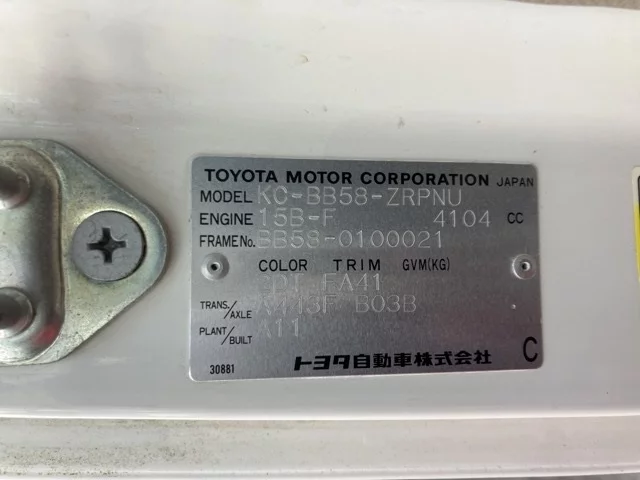 TOYOTA MOTOR CORPORATION JAPAN
MODEL KC-BB58-ZRPNU
ENGINE 15B-F 4104 CC
FRAME No. BB58-0100021
COLOR TRIM GVM(KG)
FA41
TRANS./AXLE B03B
PLANT/BUILT A11
30881 トヨタ自動車株式会社 C